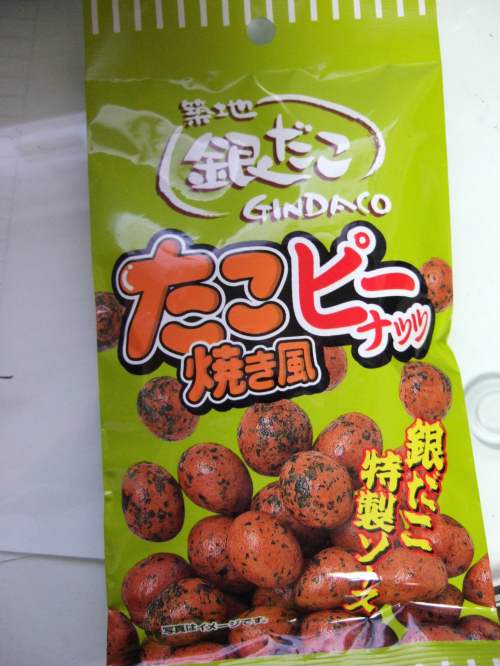 築地
銀だこ
GINDACO
たこ
焼き風
ピー
ナッツ
銀だこ
特製ソース
写真はイメージです。